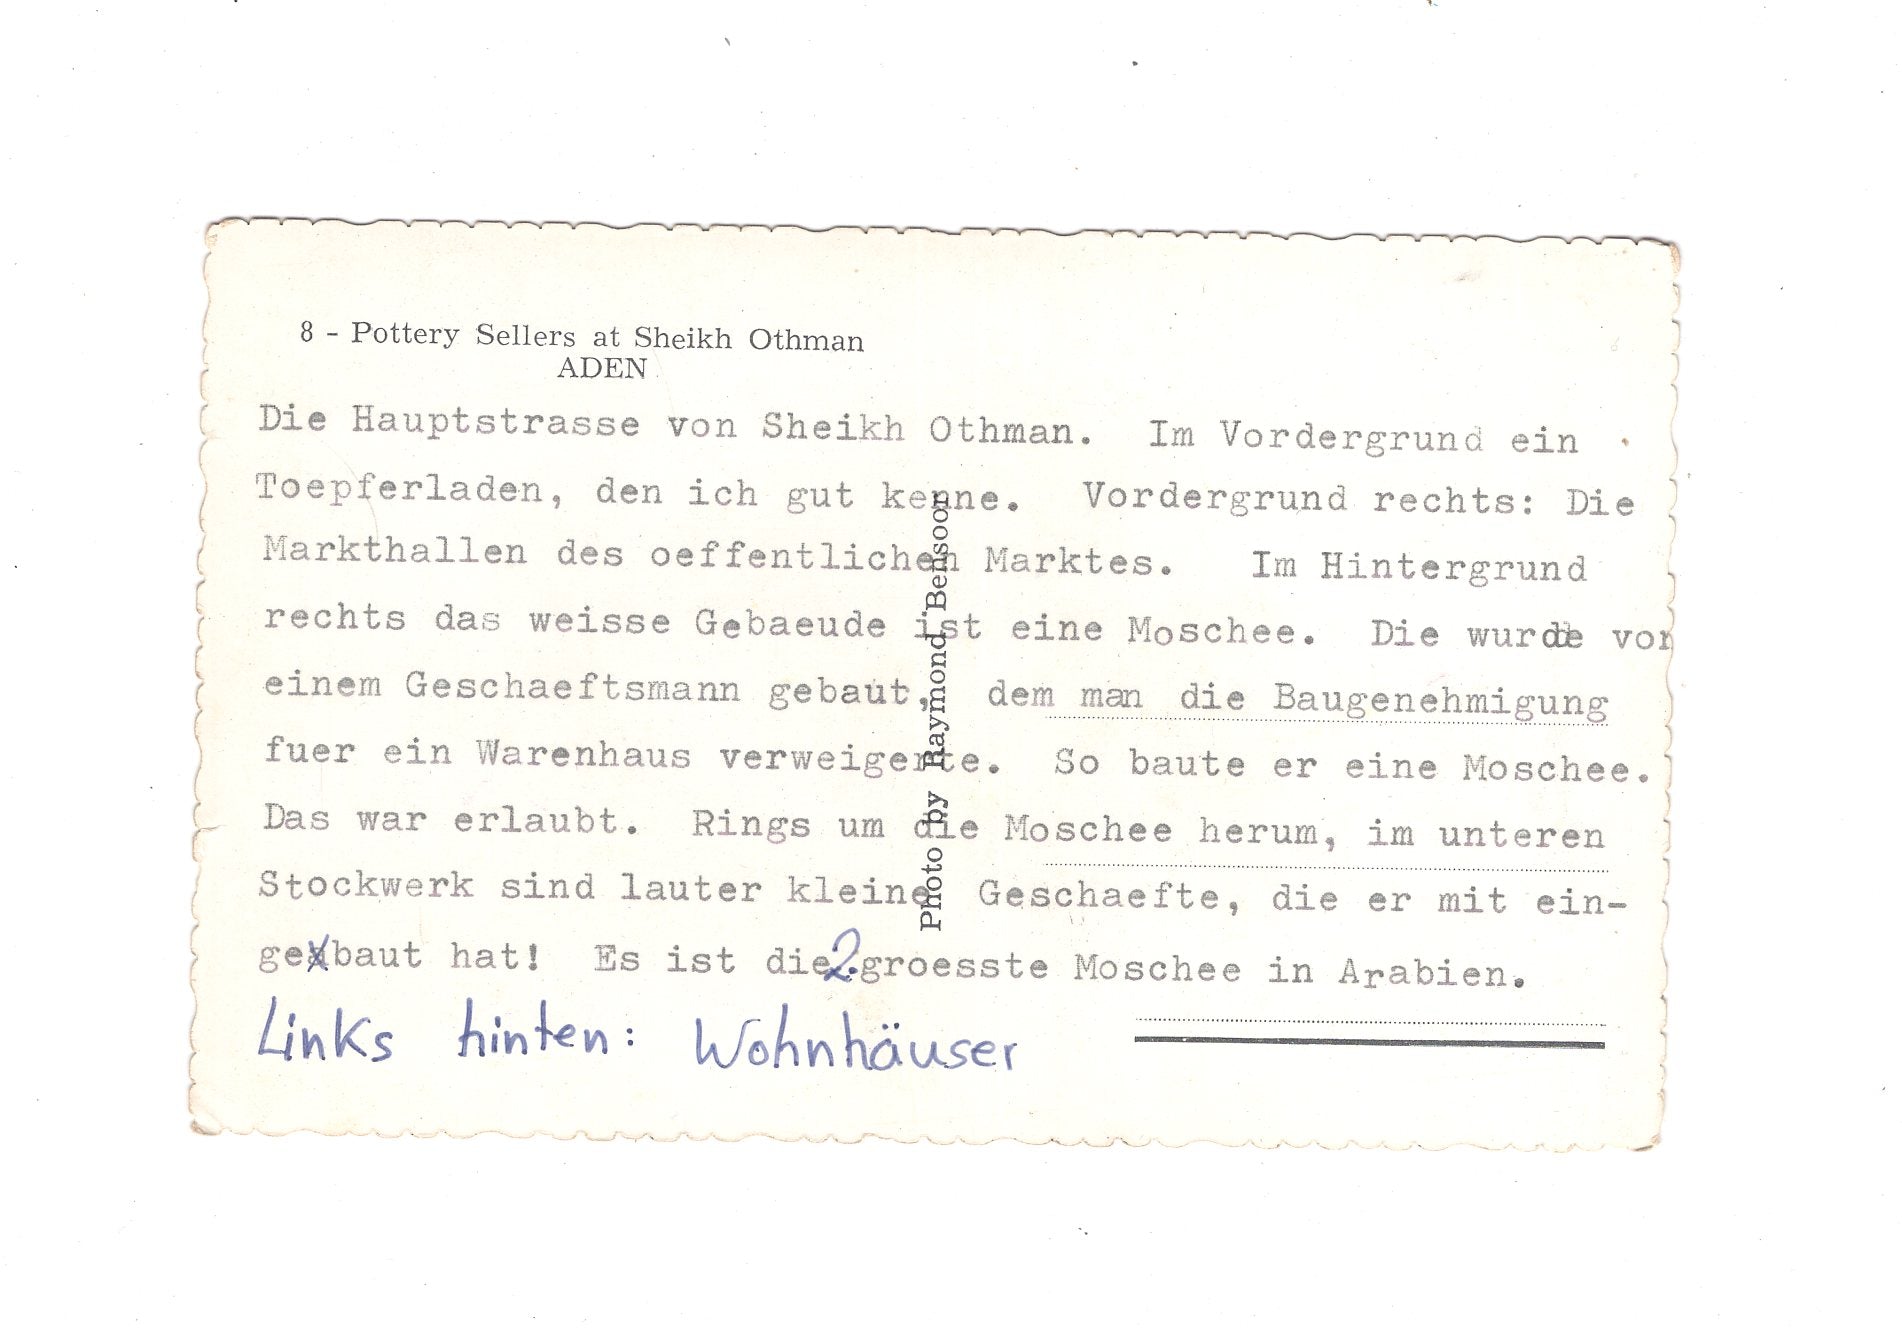 8 - Pottery Sellers at Sheikh Othman
ADEN
Die Hauptstrasse von Sheikh Othman. Im Vordergrund ein
Toepferladen, den ich gut kenne. Vordergrund rechts: Die
Markthallen des oeffentlichen Marktes. Im Hintergrund
rechts das weisse Gebaeude ist eine Moschee. Die wurde von
einem Geschaeftsmann gebaut, dem man die Baugenehmigung
fuer ein Warenhaus verweigerte. So baute er eine Moschee.
Das war erlaubt. Rings um die Moschee herum, im unteren
Stockwerk sind lauter kleine Geschaefte, die er mit ein-
gebaut hat! Es ist die 2. groesste Moschee in Arabien.
Links hinten: Wohnhäuser
Photo by Raymond Bensoor